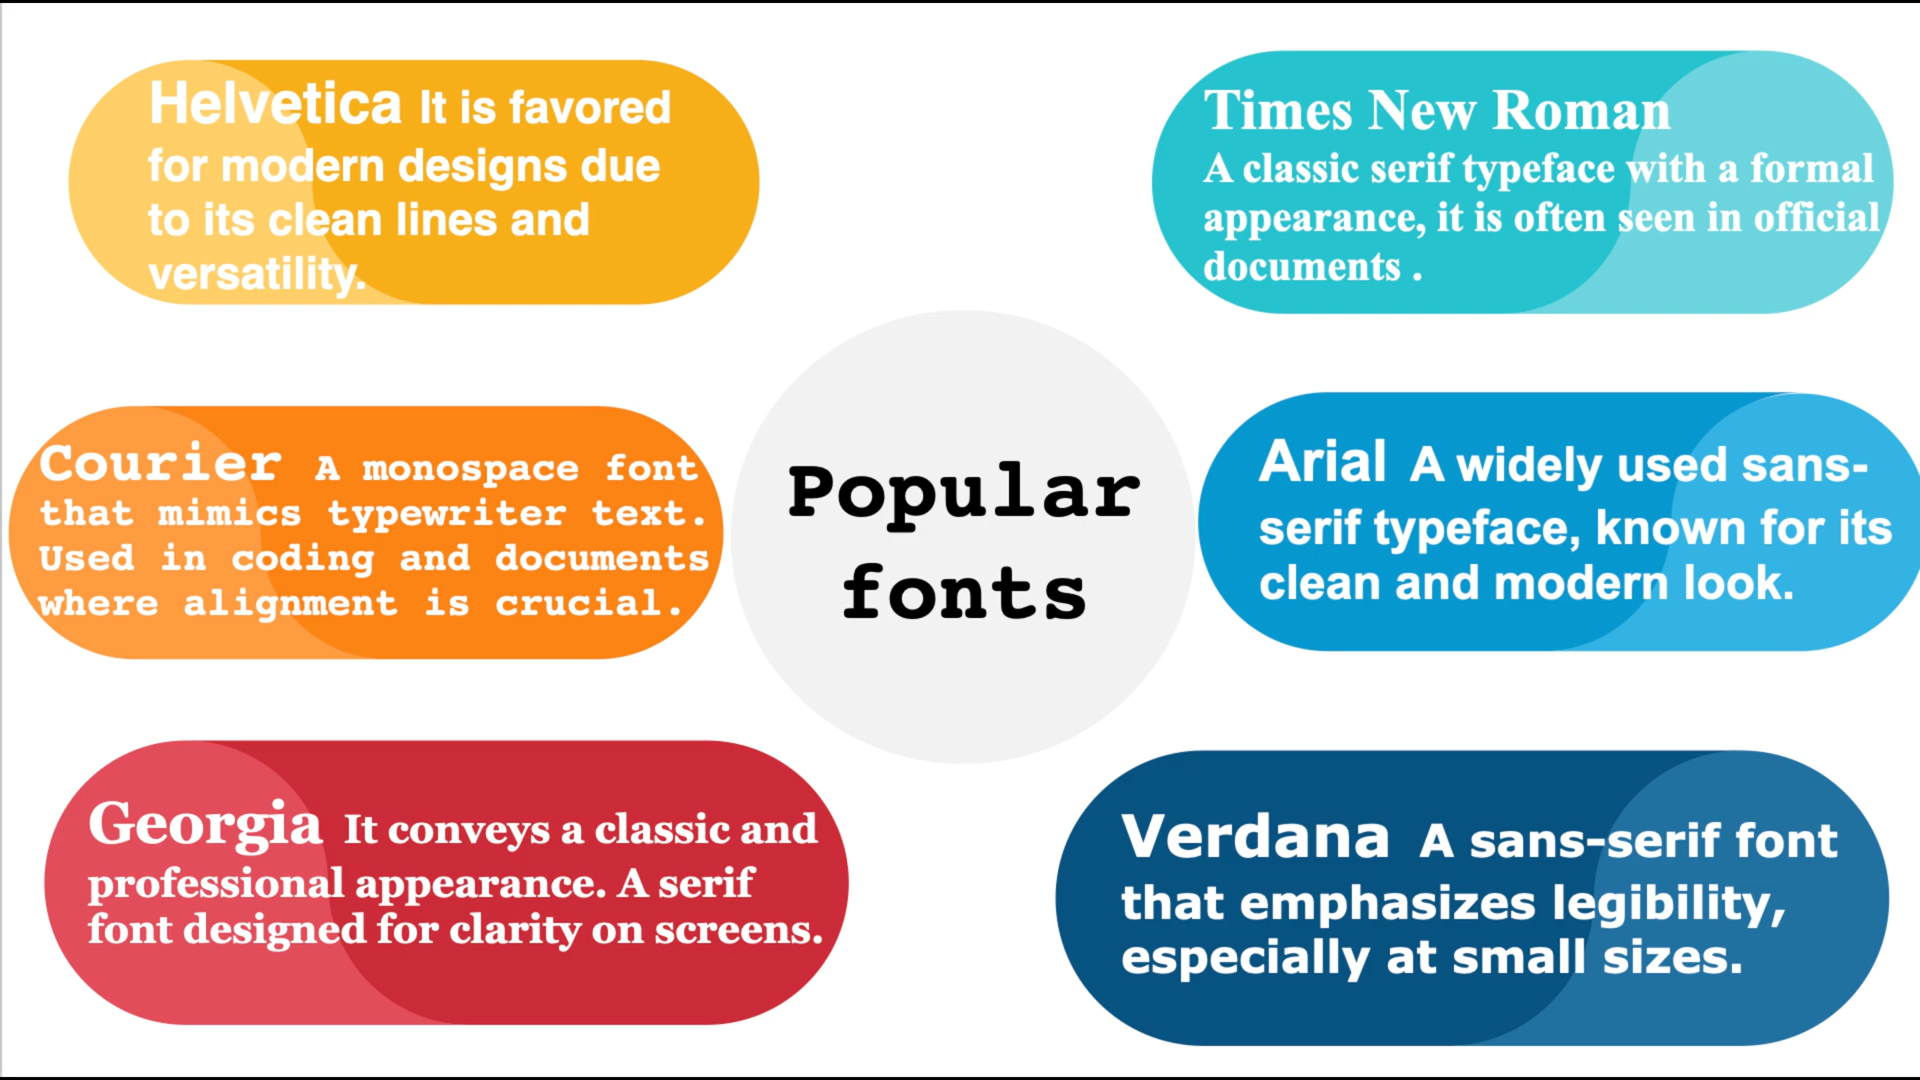 Helvetica It is favored
for modern designs due
to its clean lines and
versatility.
Times New Roman
A classic serif typeface with a formal
appearance, it is often seen in official
documents .
Courier A monospace font
that mimics typewriter text.
Used in coding and documents
where alignment is crucial.
Popular
fonts
Arial A widely used sans-
serif typeface, known for its
clean and modern look.
Georgia It conveys a classic and
professional appearance. A serif
font designed for clarity on screens.
Verdana A sans-serif font
that emphasizes legibility,
especially at small sizes.